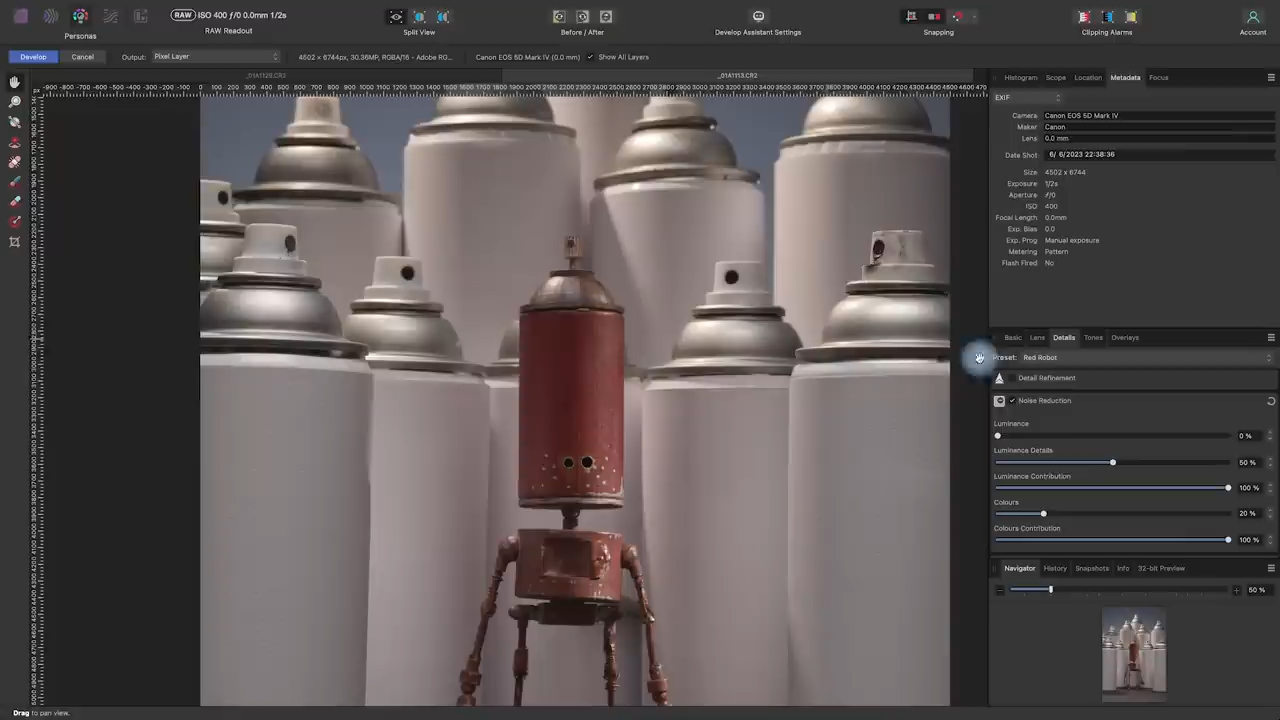 RAW ISO 400 ƒ/0 0.0mm 1/2s
Personas
RAW Readout
Split View
Before / After
Develop Assistant Settings
Snapping
Clipping Alarms
Account
Develop
Cancel
Output:
Pixel Layer
4502 x 6744px, 30.36MP, RGBA/16 - Adobe RG...
Canon EOS 5D Mark IV (0.0 mm)
Show All Layers
_01A1113.CR2
px
Histogram
Scope
Location
Metadata
Focus
EXIF
Camera Canon EOS 5D Mark IV
Maker Canon
Lens 0.0 mm
Date Shot 6/ 6/2023 22:38:36
Size 4502 x 6744
Exposure 1/2s
Aperture ƒ/0
ISO 400
Focal Length 0.0mm
Exp. Bias 0.0
Exp. Prog Manual exposure
Metering Pattern
Flash Fired No
Basic
Lens
Details
Tones
Overlays
Preset: Red Robot
Detail Refinement
Noise Reduction
Luminance
0 %
Luminance Details
50 %
Luminance Contribution
100 %
Colours
20 %
Colours Contribution
100 %
Navigator
History
Snapshots
Info
32-bit Preview
50 %
Drag to pan view.